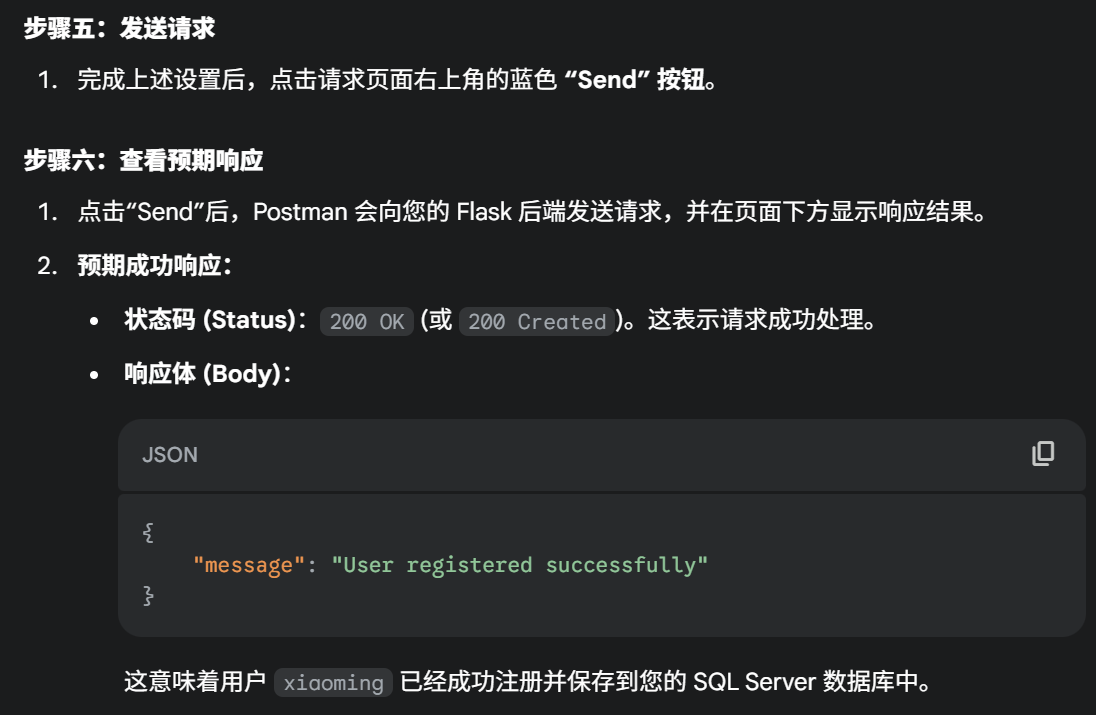 步骤五：发送请求
1. 完成上述设置后，点击请求页面右上角的蓝色 “Send” 按钮。
步骤六：查看预期响应
1. 点击“Send”后，Postman 会向您的 Flask 后端发送请求，并在页面下方显示响应结果。
2. 预期成功响应：
• 状态码 (Status)： 200 OK (或 200 Created)。这表示请求成功处理。
• 响应体 (Body)：
JSON
{
"message": "User registered successfully"
}
这意味着用户 xiaoming 已经成功注册并保存到您的 SQL Server 数据库中。